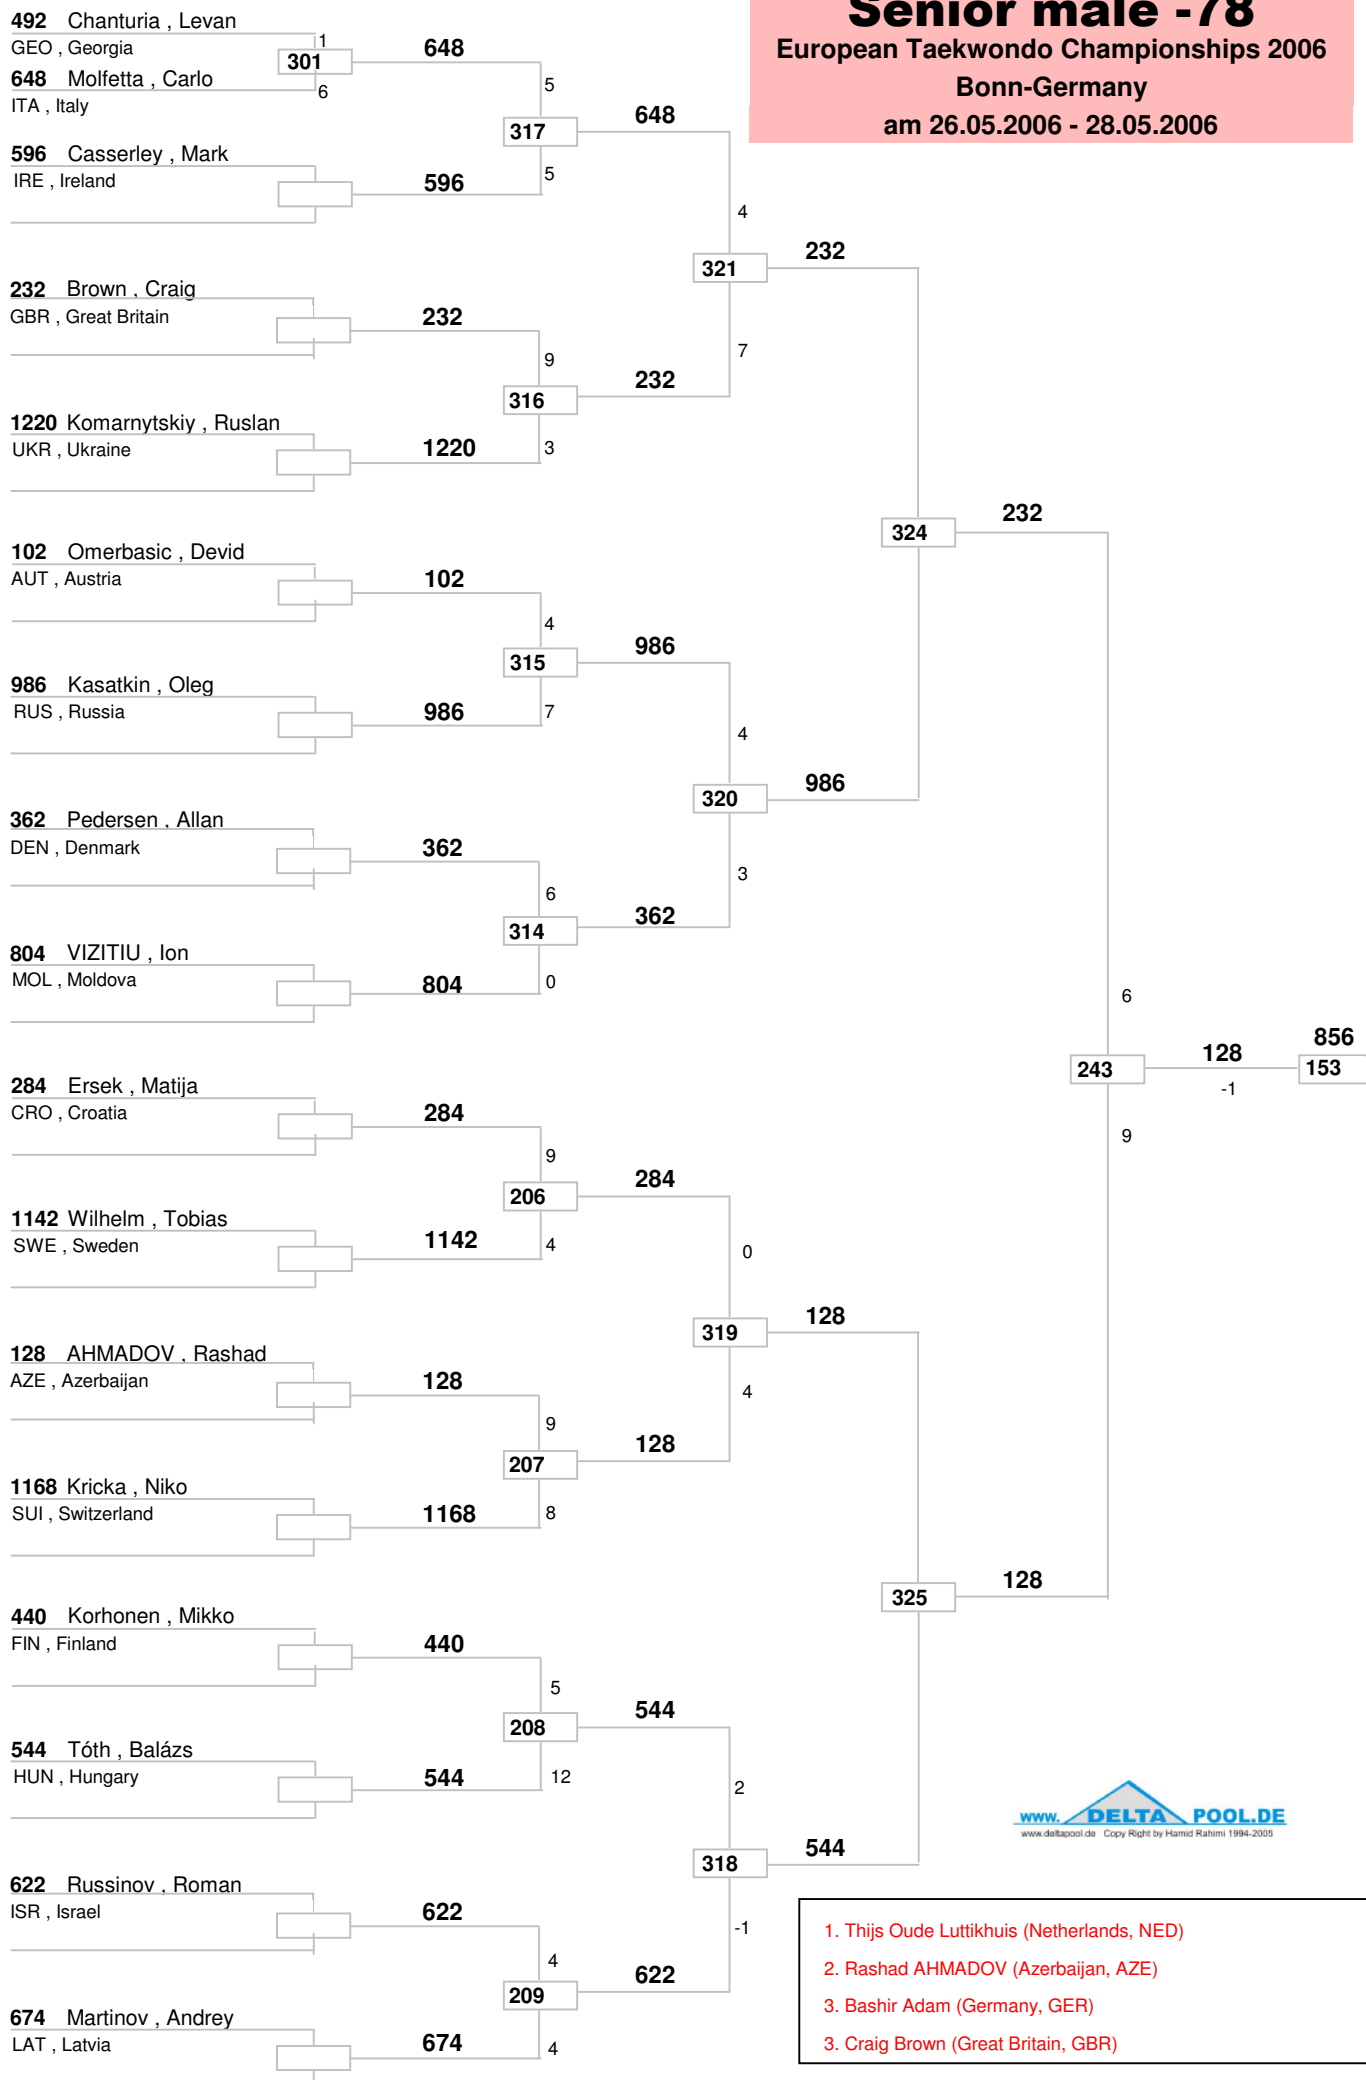 Senior male -78
European Taekwondo Championships 2006
Bonn-Germany
am 26.05.2006 - 28.05.2006
492 Chanturia , Levan
GEO , Georgia
1
301
648
648 Molfetta , Carlo
6
ITA , Italy
5
317
648
596 Casserley , Mark
IRE , Ireland
596
5
4
321
232
232 Brown , Craig
GBR , Great Britain
232
9
7
316
232
1220 Komarnytskiy , Ruslan
UKR , Ukraine
1220
3
324
232
102 Omerbasic , Devid
AUT , Austria
102
4
315
986
986 Kasatkin , Oleg
RUS , Russia
986
7
4
320
986
362 Pedersen , Allan
DEN , Denmark
362
3
6
314
362
804 VIZITIU , Ion
MOL , Moldova
804
0
6
243
128
-1
856
153
9
284 Ersek , Matija
CRO , Croatia
284
9
206
284
1142 Wilhelm , Tobias
SWE , Sweden
1142
4
0
319
128
128 AHMADOV , Rashad
AZE , Azerbaijan
128
4
9
207
128
1168 Kricka , Niko
SUI , Switzerland
1168
8
325
128
440 Korhonen , Mikko
FIN , Finland
440
5
208
544
544 Tóth , Balázs
HUN , Hungary
544
12
2
318
544
622 Russinov , Roman
ISR , Israel
622
-1
4
209
622
674 Martinov , Andrey
LAT , Latvia
674
4
www. DELTA POOL.DE
www.deltapool.de Copy Right by Hamid Rahimi 1994-2005
1. Thijs Oude Luttikhuis (Netherlands, NED)
2. Rashad AHMADOV (Azerbaijan, AZE)
3. Bashir Adam (Germany, GER)
3. Craig Brown (Great Britain, GBR)